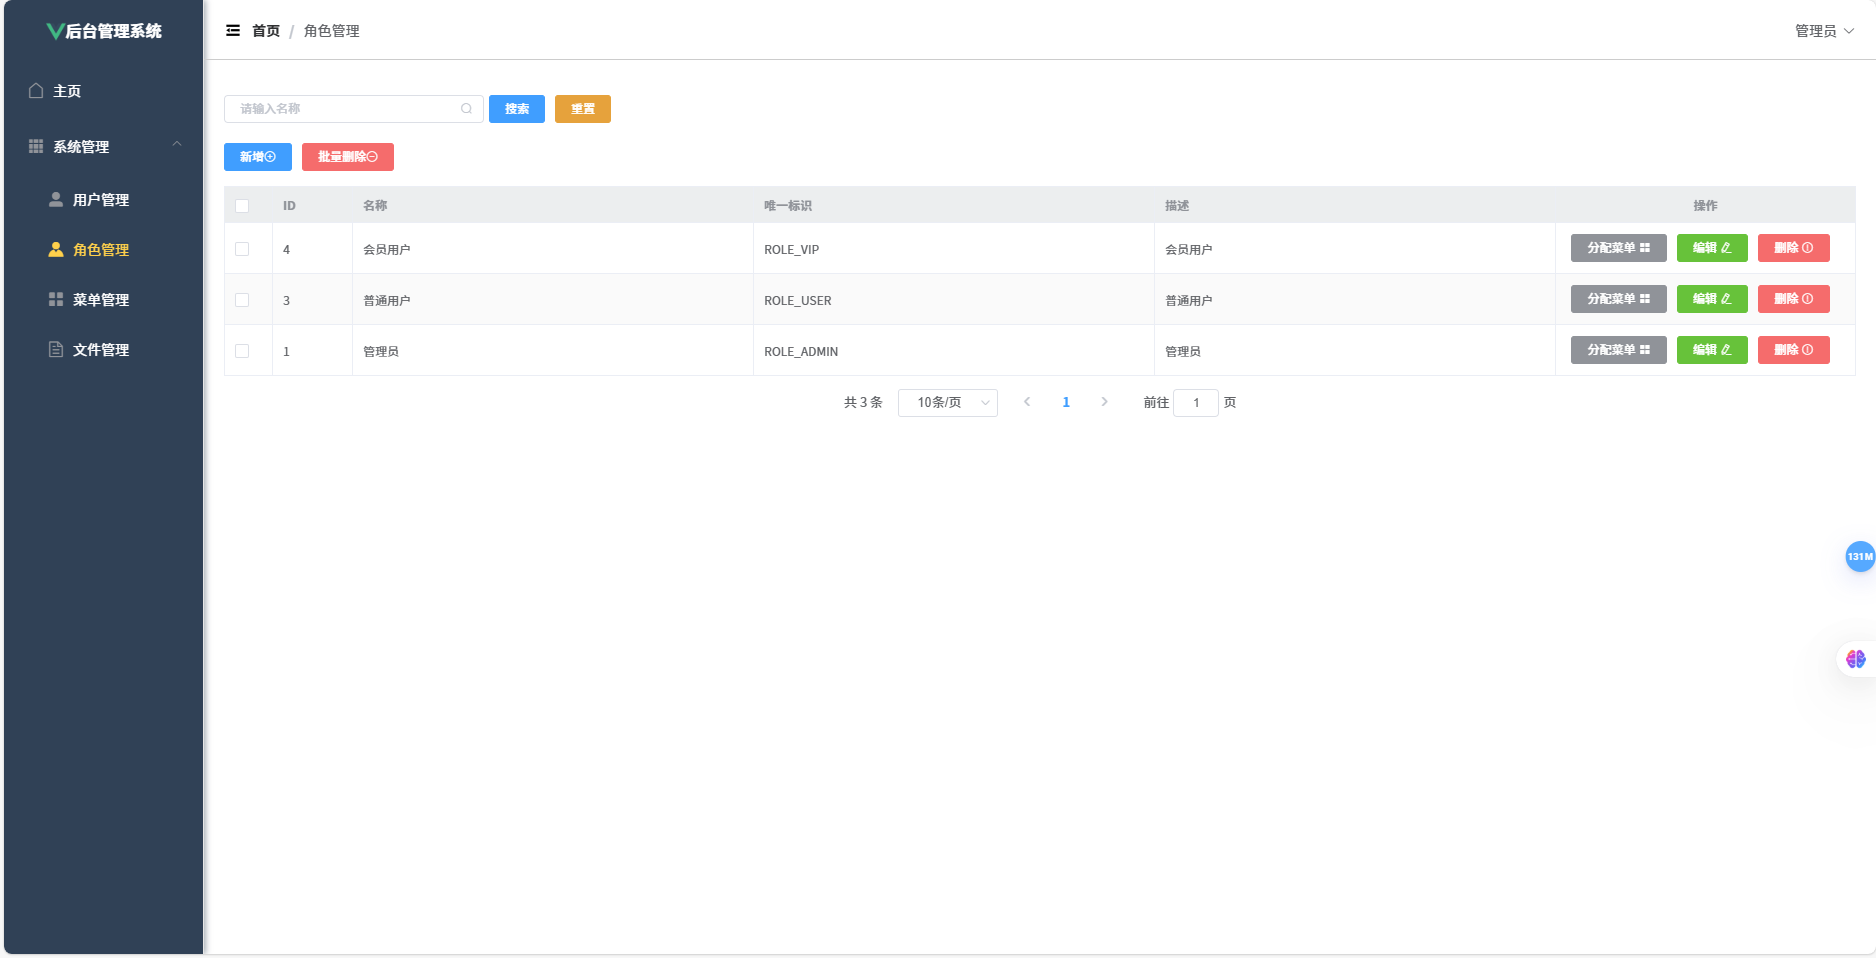 后台管理系统
首页 / 角色管理
管理员
主页
系统管理
用户管理
角色管理
菜单管理
文件管理
请输入名称 搜索 重置
新增 批量删除
ID 名称 唯一标识 描述 操作
4 会员用户 ROLE_VIP 会员用户 分配菜单 编辑 删除
3 普通用户 ROLE_USER 普通用户 分配菜单 编辑 删除
1 管理员 ROLE_ADMIN 管理员 分配菜单 编辑 删除
共 3 条 10条/页 1 前往 1 页
131M